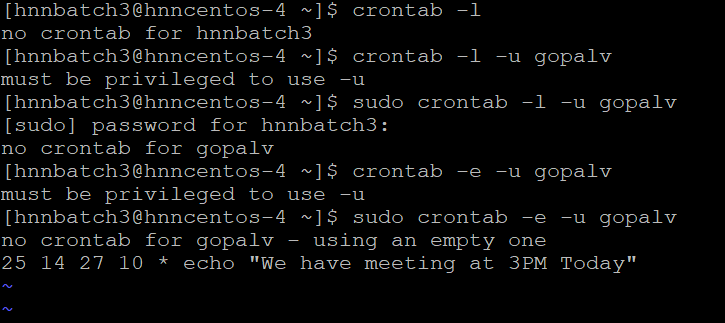 [hnnbatch3@hnncentos-4 ~]$ crontab -l
no crontab for hnnbatch3
[hnnbatch3@hnncentos-4 ~]$ crontab -l -u gopalv
must be privileged to use -u
[hnnbatch3@hnncentos-4 ~]$ sudo crontab -l -u gopalv
[sudo] password for hnnbatch3:
no crontab for gopalv
[hnnbatch3@hnncentos-4 ~]$ crontab -e -u gopalv
must be privileged to use -u
[hnnbatch3@hnncentos-4 ~]$ sudo crontab -e -u gopalv
no crontab for gopalv - using an empty one
25 14 27 10 * echo "We have meeting at 3PM Today"
~
~